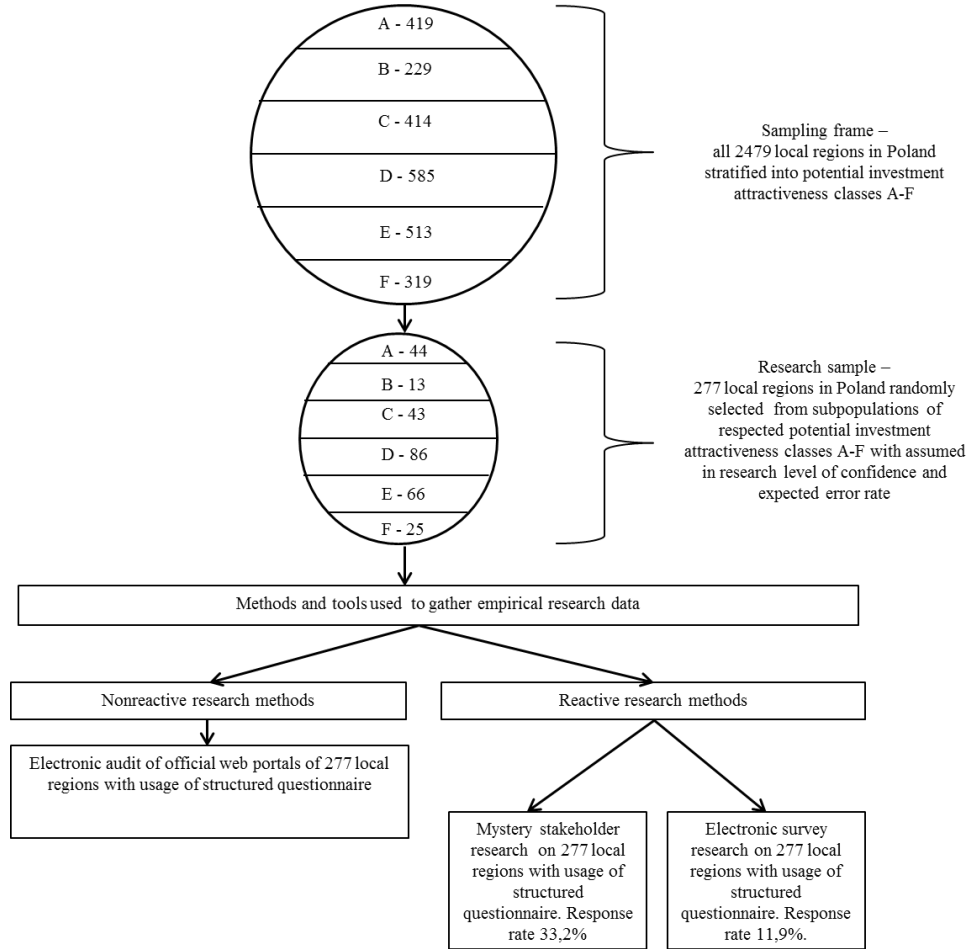 A - 419
B - 229
C - 414
D - 585
E - 513
F - 319
Sampling frame –
all 2479 local regions in Poland
stratified into potential investment
attractiveness classes A-F
A - 44
B - 13
C - 43
D - 86
E - 66
F - 25
Research sample –
277 local regions in Poland randomly
selected from subpopulations of
respected potential investment
attractiveness classes A-F with assumed
in research level of confidence and
expected error rate
Methods and tools used to gather empirical research data
Nonreactive research methods
Reactive research methods
Electronic audit of official web portals of 277 local
regions with usage of structured questionnaire
Mystery stakeholder
research on 277 local
regions with usage of
structured
questionnaire. Response
rate 33,2%
Electronic survey
research on 277 local
regions with usage of
structured
questionnaire. Response
rate 11,9%.